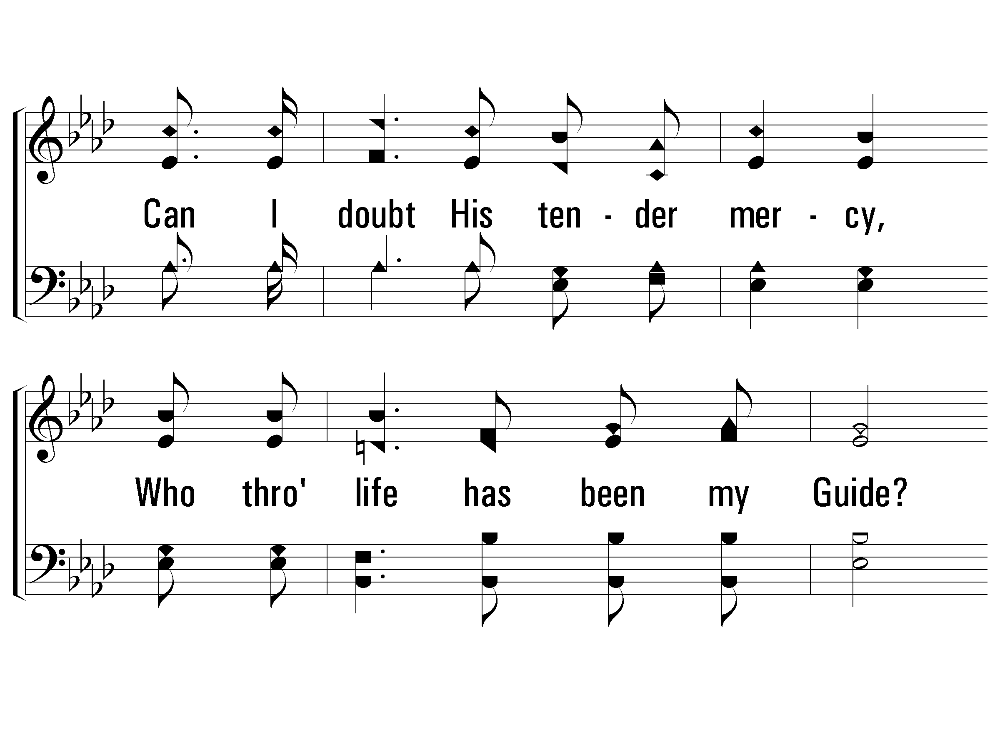 Can I doubt His ten - der mer - cy,
Who thro' life has been my Guide?